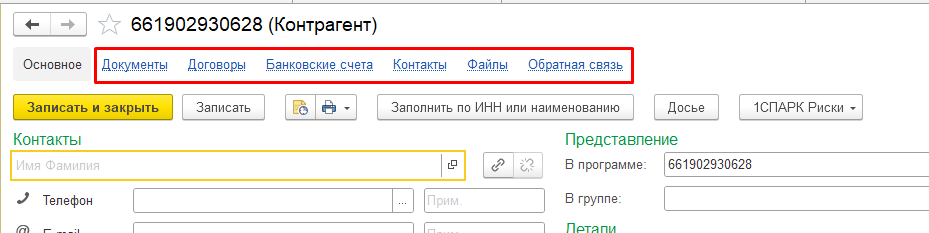 661902930628 (Контрагент)
Основное Документы Договоры Банковские счета Контакты Файлы Обратная связь
Записать и закрыть Записать Заполнить по ИНН или наименованию Досье 1СПАРК Риски
Контакты Представление
Имя Фамилия В программе: 661902930628
Телефон ... Прим. В группе:
E-mail Прим. Детали